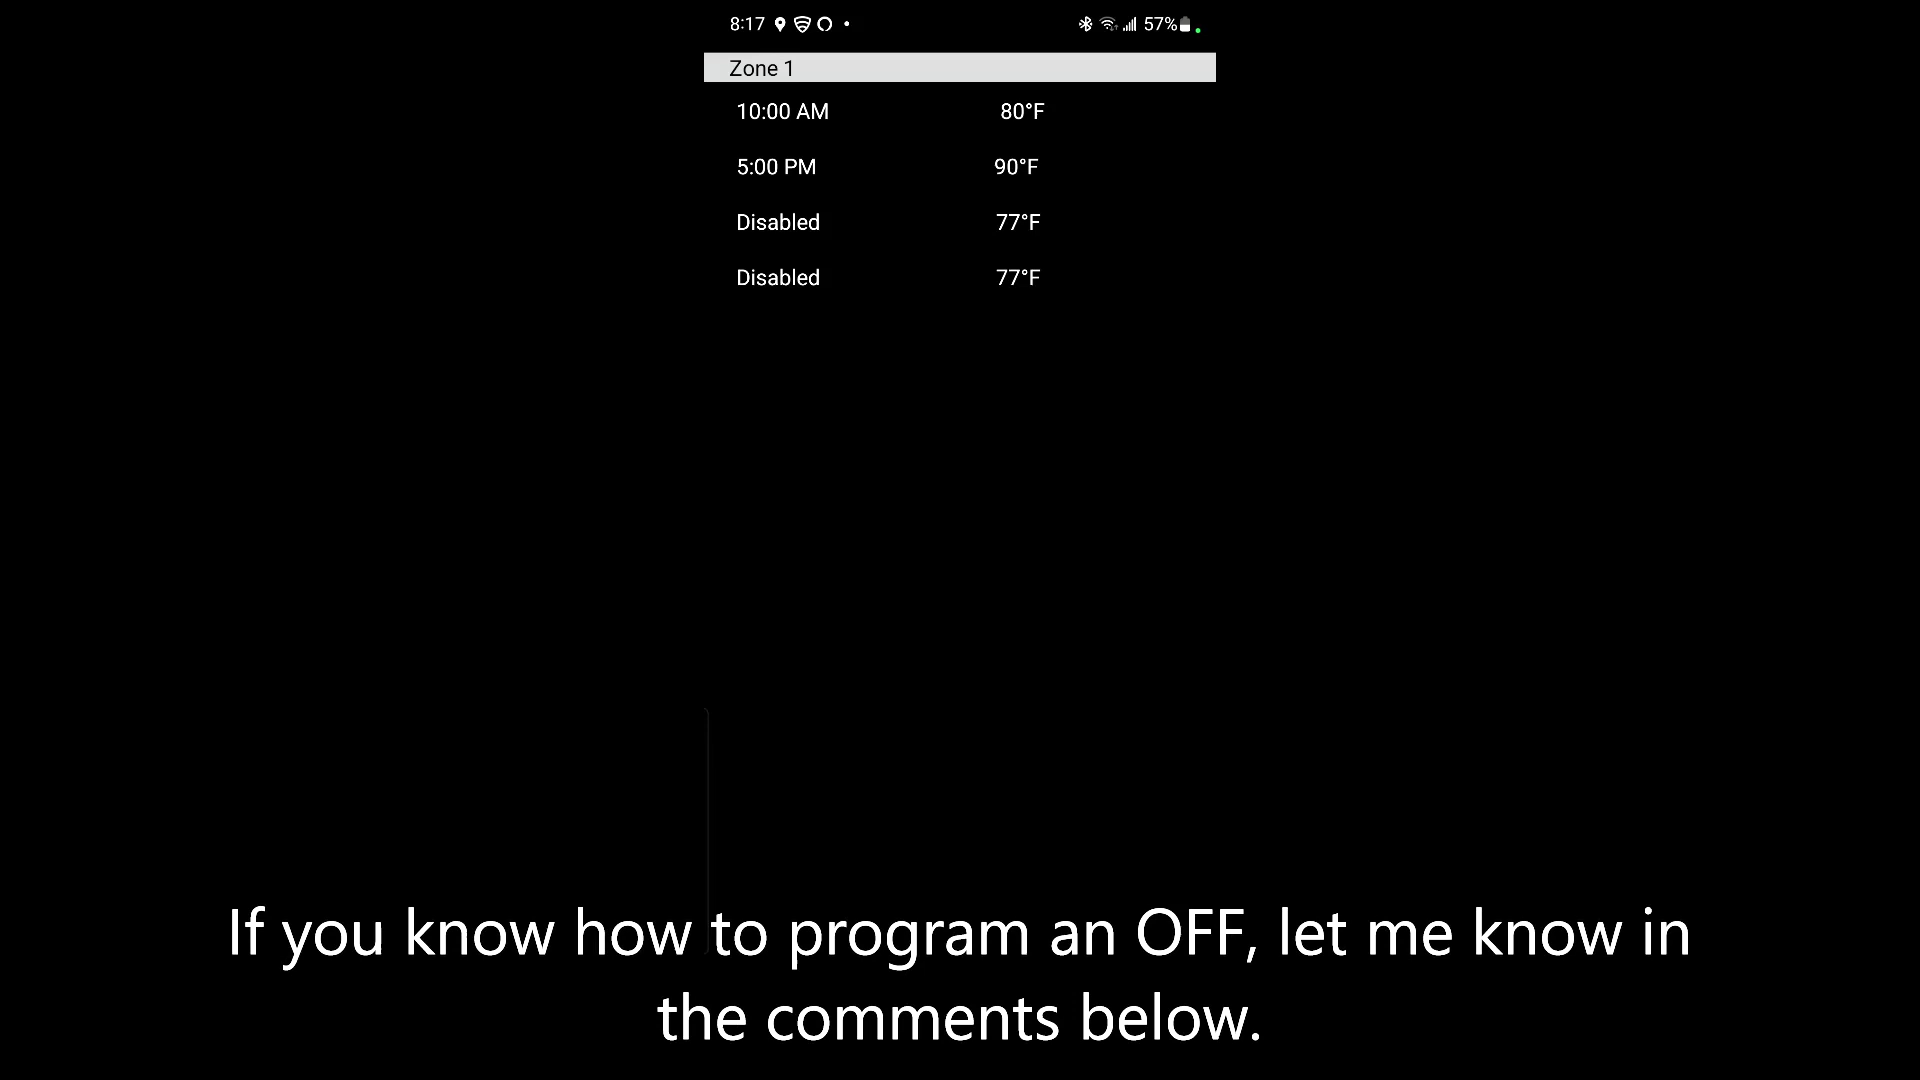 8:17 57%
Zone 1
10:00 AM 80°F
5:00 PM 90°F
Disabled 77°F
Disabled 77°F
If you know how to program an OFF, let me know in
the comments below.